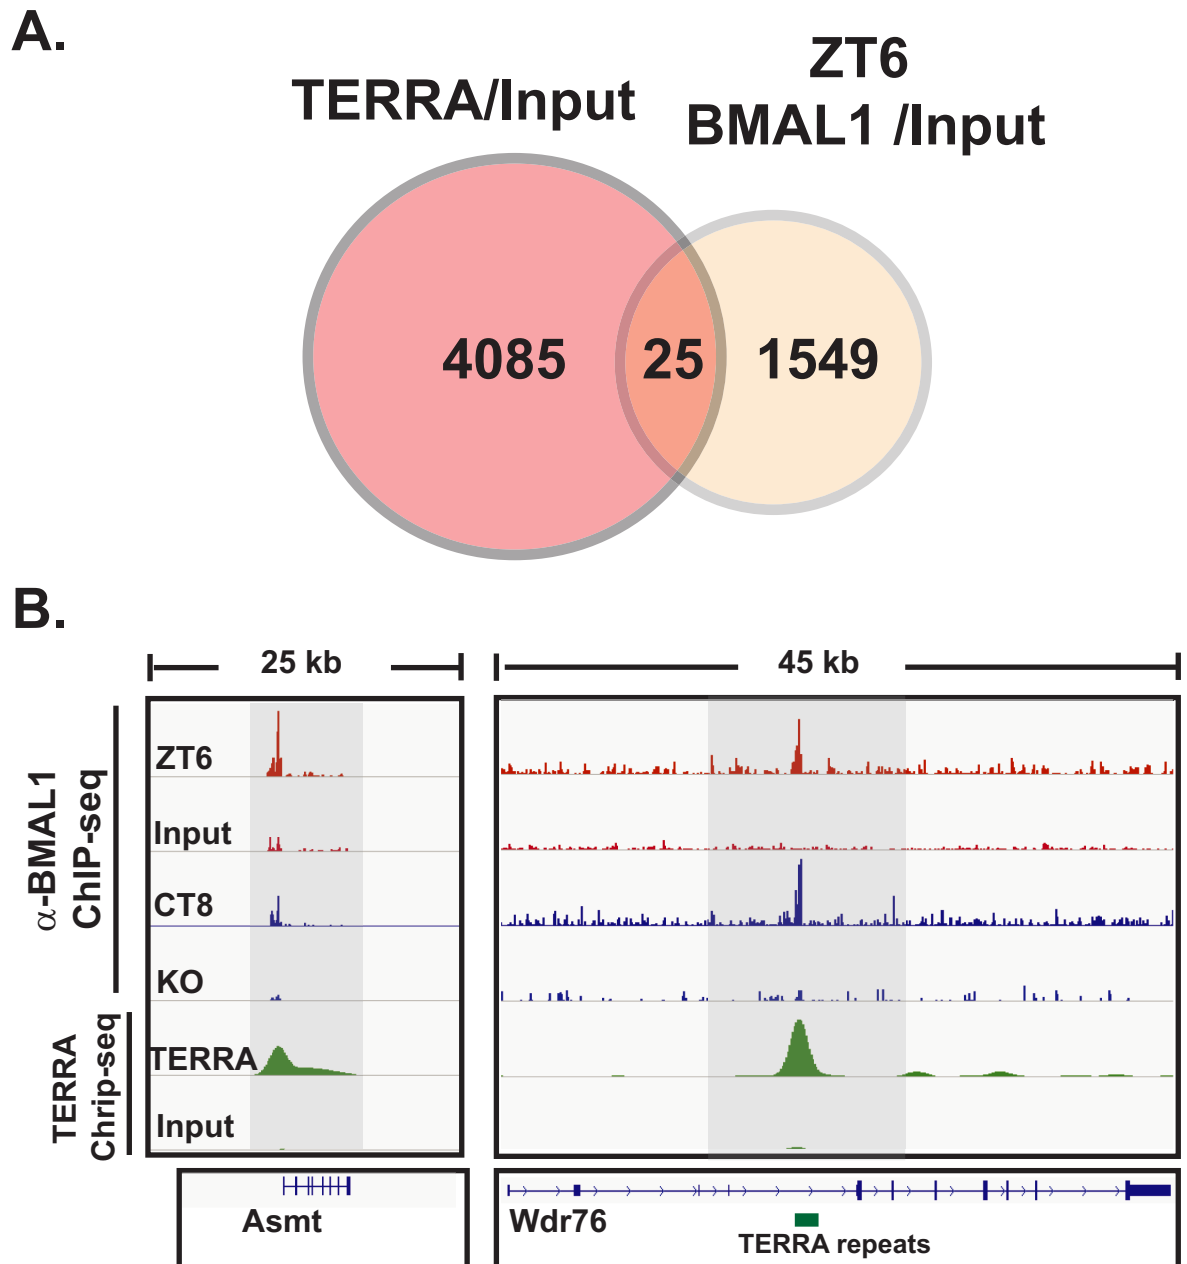 A.
TERRA/Input
ZT6
BMAL1 /Input
4085
25
1549
B.
25 kb
45 kb
α-BMAL1
ChIP-seq
ZT6
Input
CT8
KO
TERRA
Chrip-seq
TERRA
Input
Asmt
Wdr76
TERRA repeats